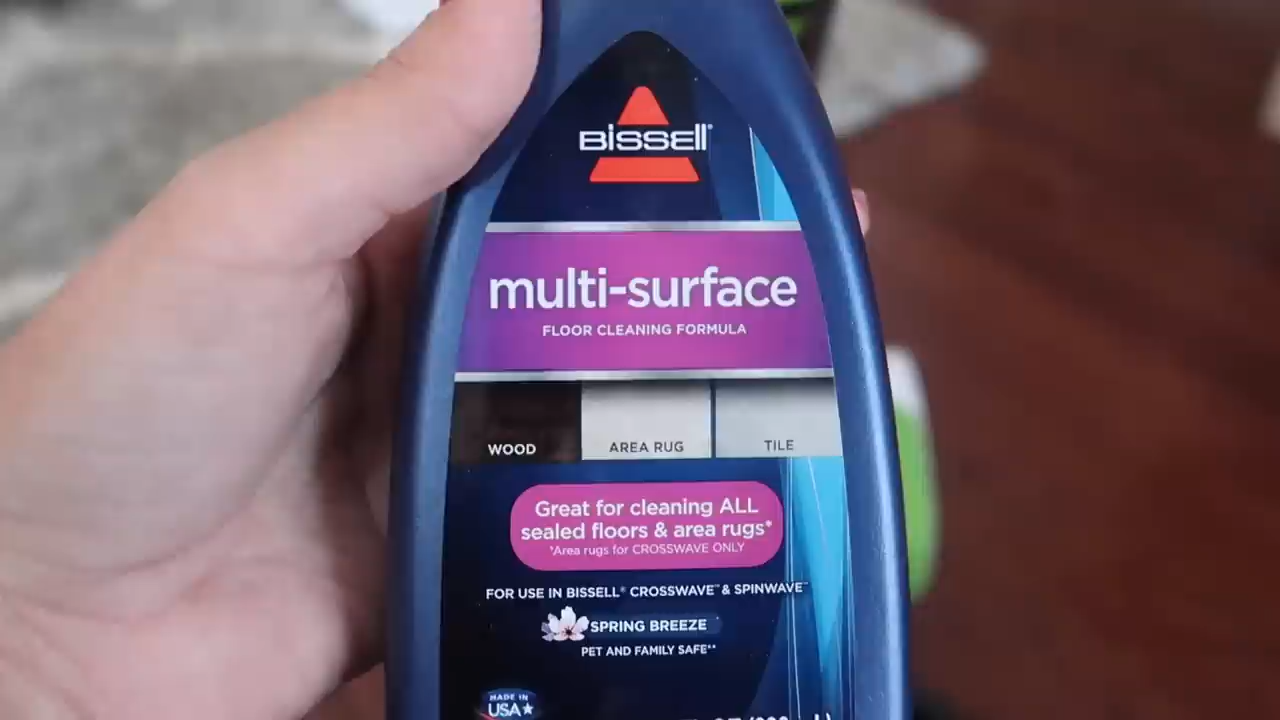 BISSELL®
multi-surface
FLOOR CLEANING FORMULA
WOOD
AREA RUG
TILE
Great for cleaning ALL
sealed floors & area rugs*
*Area rugs for CROSSWAVE ONLY
FOR USE IN BISSELL® CROSSWAVE™ & SPINWAVE™
SPRING BREEZE
PET AND FAMILY SAFE**
MADE IN
USA